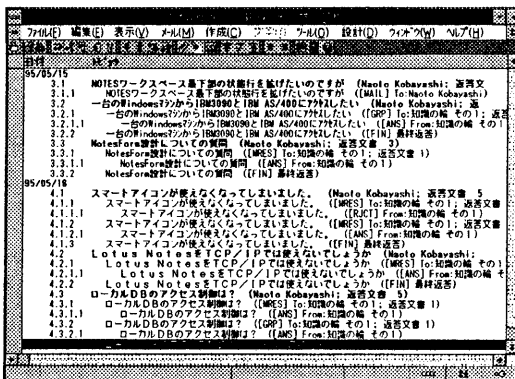 ファイル(F) 編集(E) 表示(V) メール(M) 作成(C) ツール(O) 設計(D) ウィンドウ(W) ヘルプ(H)
日付 トピック
95/05/15
3.1 NOTESワークスペース最下部の状態行を拡げたいのですが (Naoto Kobayashi; 返答文
3.1.1 NOTESワークスペース最下部の状態行を拡げたいのですが ([MAIL] To:Naoto Kobayashi)
3.2 一台のWindowsマシンからIBM3090とIBM AS/400にアクセスしたい (Naoto Kobayashi; 返
3.2.1 一台のWindowsマシンからIBM3090とIBM AS/400にアクセスしたい ([GRP] To:知識の輪 その1; 返答
3.2.1.1 一台のWindowsマシンからIBM3090とIBM AS/400にアクセスしたい ([ANS] From:知識の輪 その
3.2.2 一台のWindowsマシンからIBM3090とIBM AS/400にアクセスしたい ([FIN] 最終返答)
3.3 NotesForm設計についての質問 (Naoto Kobayashi; 返答文書 3)
3.3.1 NotesForm設計についての質問 ([MRES] To:知識の輪 その1; 返答文書 1)
3.3.1.1 NotesForm設計についての質問 ([ANS] From:知識の輪 その1)
3.3.2 NotesForm設計についての質問 ([FIN] 最終返答)
95/05/16
4.1 スマートアイコンが使えなくなってしまいました。 (Naoto Kobayashi; 返答文書 5
4.1.1 スマートアイコンが使えなくなってしまいました。 ([MRES] To:知識の輪 その1; 返答文書
4.1.1.1 スマートアイコンが使えなくなってしまいました。 ([RJCT] From:知識の輪 その1)
4.1.2 スマートアイコンが使えなくなってしまいました。 ([MRES] To:知識の輪 その1; 返答文書
4.1.2.1 スマートアイコンが使えなくなってしまいました。 ([ANS] From:知識の輪 その1)
4.1.3 スマートアイコンが使えなくなってしまいました。 ([FIN] 最終返答)
4.2 Lotus NotesをTCP/IPでは使えないでしょうか (Naoto Kobayashi;
4.2.1 Lotus NotesをTCP/IPでは使えないでしょうか ([MRES] To:知識の輪 その1;
4.2.1.1 Lotus NotesをTCP/IPでは使えないでしょうか ([ANS] From:知識の輪 そ
4.2.2 Lotus NotesをTCP/IPでは使えないでしょうか ([FIN] 最終返答)
4.3 ローカルDBのアクセス制御は? (Naoto Kobayashi; 返答文書 5)
4.3.1 ローカルDBのアクセス制御は? ([MRES] To:知識の輪 その1; 返答文書 1)
4.3.1.1 ローカルDBのアクセス制御は? ([ANS] From:知識の輪 その1)
4.3.2 ローカルDBのアクセス制御は? ([GRP] To:知識の輪 その1; 返答文書 1)
4.3.2.1 ローカルDBのアクセス制御は? ([ANS] From:知識の輪 その1)